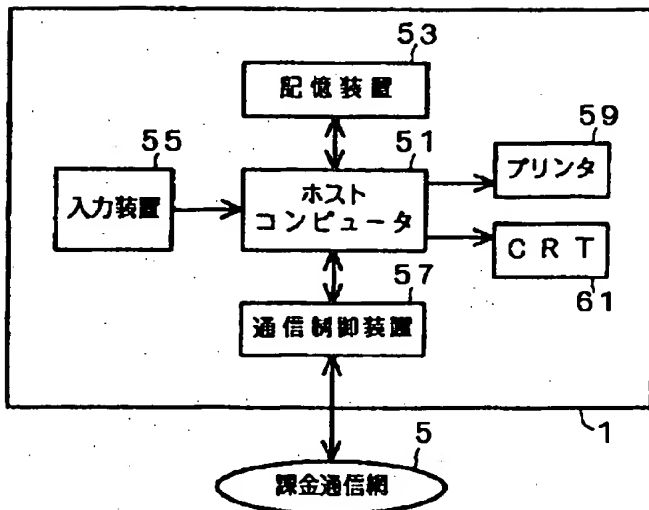 53
記憶装置
55
51
59
入力装置
ホスト
コンピュータ
プリンタ
CRT
57
61
通信制御装置
1
5
課金通信網